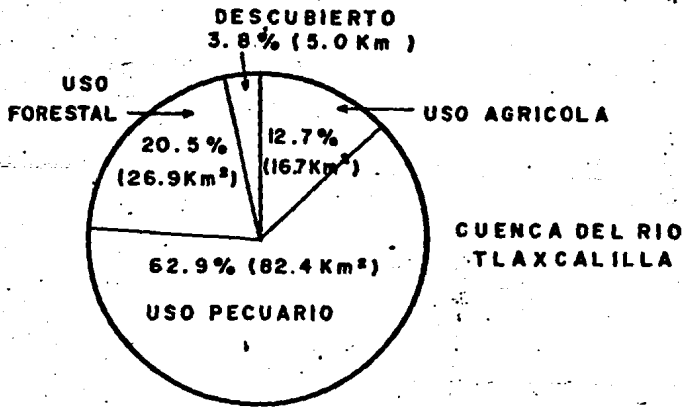 DESCUBIERTO
3.8% (5.0 Km )
USO
FORESTAL
20.5%
(26.9Km²)
12.7%
(16.7Km²)
USO AGRICOLA
62.9% (82.4 Km²)
USO PECUARIO
CUENCA DEL RIO
TLAXCALILLA